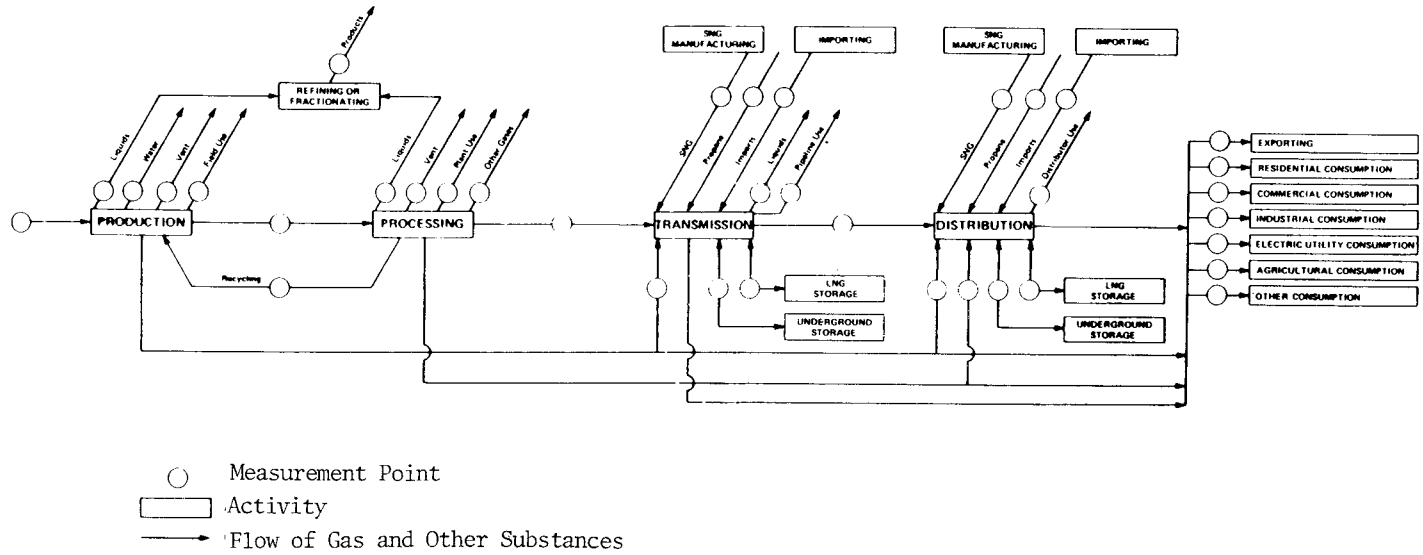 Products
REFINING OR
FRACTIONATING
Liquids
Water
Vent
Field Use
PRODUCTION
Liquids
Vent
Plant Use
Other Gases
PROCESSING
Recycling
SNG
MANUFACTURING
IMPORTING
SNG
Propane
Imports
Liquids
Pipeline Use
TRANSMISSION
LNG
STORAGE
UNDERGROUND
STORAGE
SNG
MANUFACTURING
IMPORTING
SNG
Propane
Imports
Distributor Use
DISTRIBUTION
LNG
STORAGE
UNDERGROUND
STORAGE
EXPORTING
RESIDENTIAL CONSUMPTION
COMMERCIAL CONSUMPTION
INDUSTRIAL CONSUMPTION
ELECTRIC UTILITY CONSUMPTION
AGRICULTURAL CONSUMPTION
OTHER CONSUMPTION
Measurement Point
Activity
Flow of Gas and Other Substances